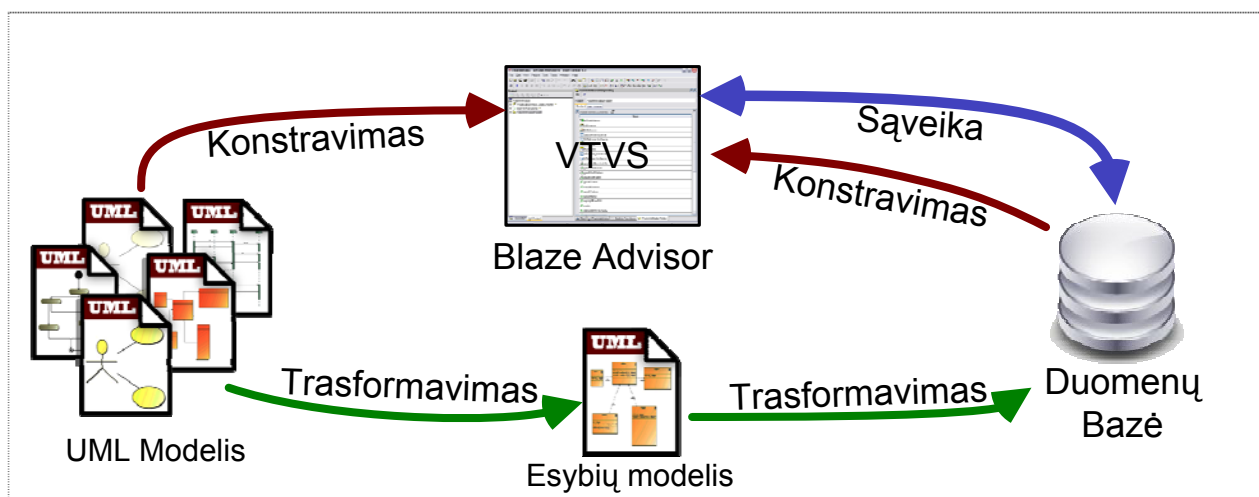 Konstravimas
VTVS
Sąveika
Konstravimas
Blaze Advisor
UML
UML
UML
UML
UML
UML Modelis
Trasformavimas
UML
Esybių modelis
Trasformavimas
Duomenų
Bazė